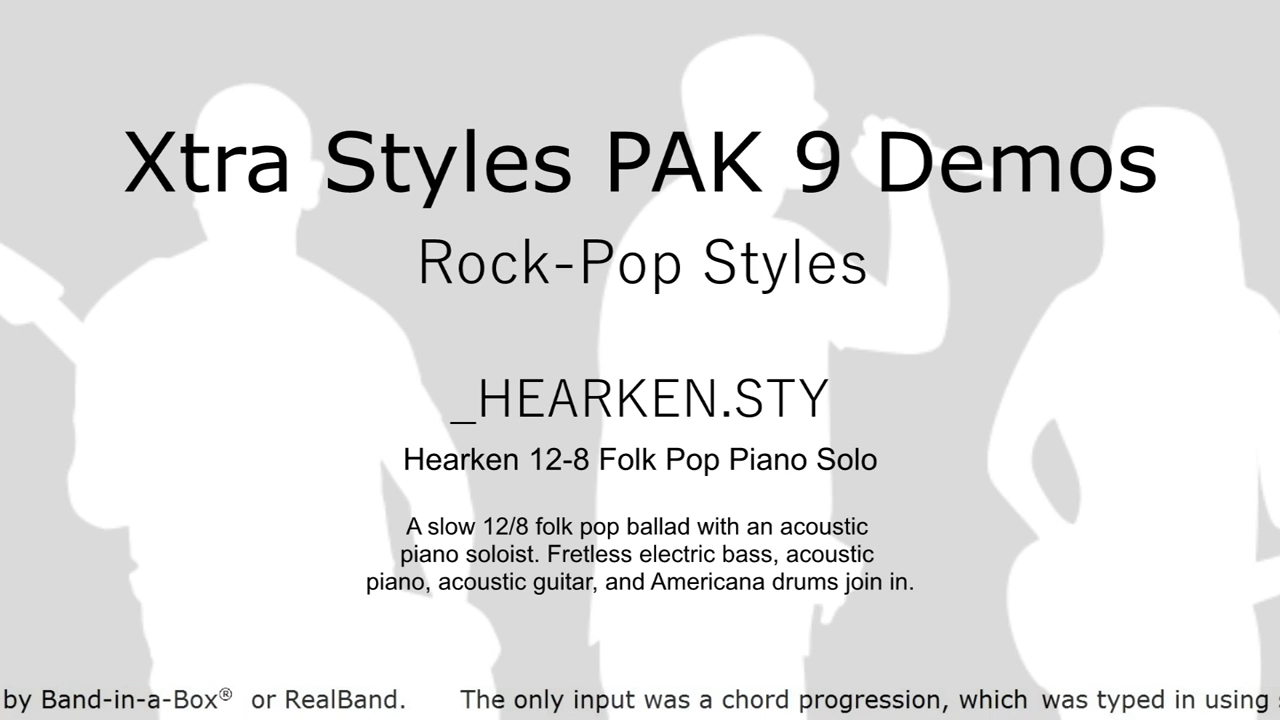 Xtra Styles PAK 9 Demos
Rock-Pop Styles
_HEARKEN.STY
Hearken 12-8 Folk Pop Piano Solo
A slow 12/8 folk pop ballad with an acoustic
piano soloist. Fretless electric bass, acoustic
piano, acoustic guitar, and Americana drums join in.
by Band-in-a-Box® or RealBand. The only input was a chord progression, which was typed in using